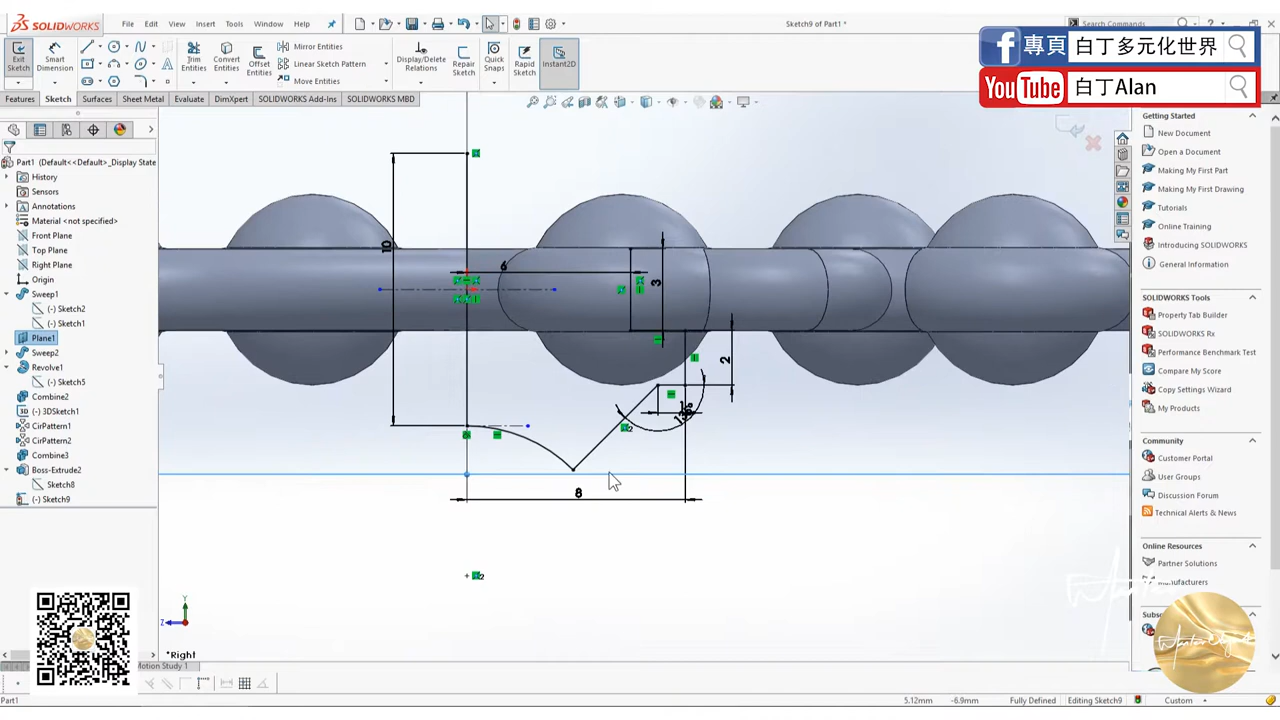 SOLIDWORKS
File
Edit
View
Insert
Tools
Window
Help
Sketch9 of Part1 *
Search Commands
專頁
白丁多元化世界
YouTube
白丁Alan
Exit Sketch
Smart Dimension
Trim Entities
Convert Entities
Offset Entities
Mirror Entities
Linear Sketch Pattern
Move Entities
Display/Delete Relations
Repair Sketch
Quick Snaps
Rapid Sketch
Instant2D
Features
Sketch
Surfaces
Sheet Metal
Evaluate
DimXpert
SOLIDWORKS Add-Ins
SOLIDWORKS MBD
Part1 (Default<<Default>_Display State
History
Sensors
Annotations
Material <not specified>
Front Plane
Top Plane
Right Plane
Origin
Sweep1
(-) Sketch2
(-) Sketch1
Plane1
Sweep2
Revolve1
(-) Sketch5
Combine2
(-) 3DSketch1
CirPattern1
CirPattern2
Combine3
Boss-Extrude2
Sketch8
(-) Sketch9
10
6
3
2
8
Y
Z
*Right
Getting Started
New Document
Open a Document
Making My First Part
Making My First Drawing
Tutorials
Online Training
Introducing SOLIDWORKS
General Information
SOLIDWORKS Tools
Property Tab Builder
SOLIDWORKS Rx
Performance Benchmark Test
Compare My Score
Copy Settings Wizard
My Products
Community
Customer Portal
User Groups
Discussion Forum
Technical Alerts & News
Online Resources
Partner Solutions
Manufacturers
Motion Study 1
Part1
5.12mm
-6.9mm
Fully Defined
Editing Sketch9
Custom